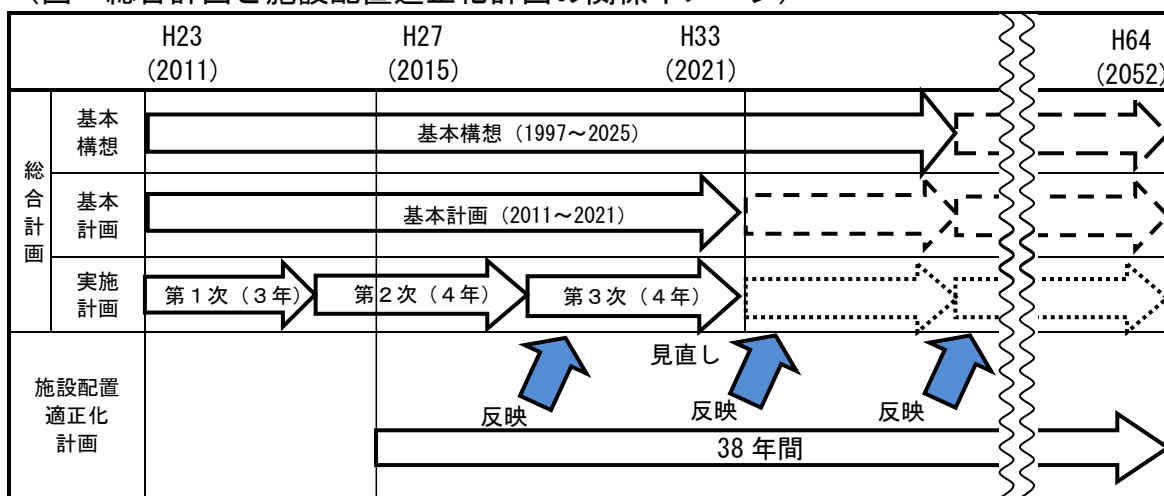 H23
(2011)
H27
(2015)
H33
(2021)
H64
(2052)
総合計画
基本
構想
基本構想(1997~2025)
基本
計画
基本計画(2011~2021)
実施
計画
第1次(3年)
第2次(4年)
第3次(4年)
見直し
反映
反映
反映
施設配置
適正化
計画
38年間